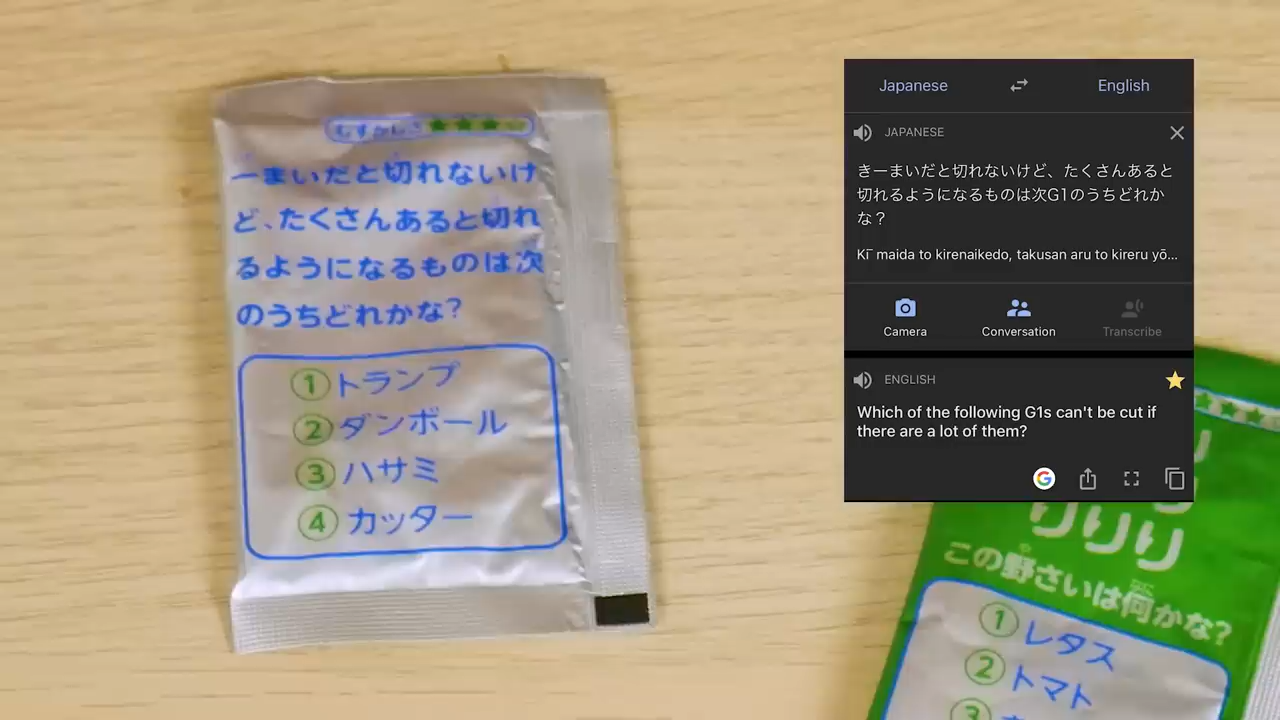 むずかしさ ★★★☆
一まいだと切れないけ
ど、たくさんあると切れ
るようになるものは次
のうちどれかな?
① トランプ
② ダンボール
③ ハサミ
④ カッター
Japanese
English
JAPANESE
きーまいだと切れないけど、たくさんあると
切れるようになるものは次G1のうちどれか
な?
Kī maida to kirenaikedo, takusan aru to kireru yō...
Camera
Conversation
Transcribe
ENGLISH
Which of the following G1s can't be cut if
there are a lot of them?
り
りりり
この野さいは何かな?
① レタス
② トマト
③